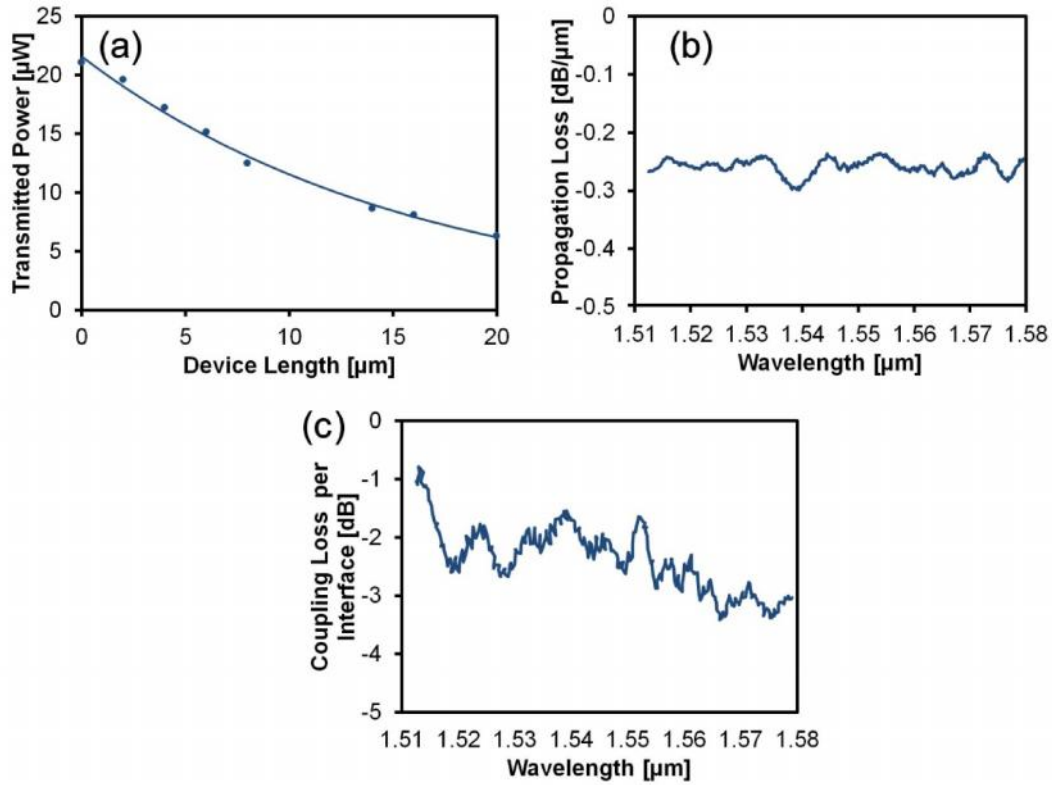 (a)
Transmitted Power [µW]
25
20
15
10
5
0
0 5 10 15 20
Device Length [µm]
(b)
Propagation Loss [dB/µm]
0
-0.1
-0.2
-0.3
-0.4
-0.5
1.51 1.52 1.53 1.54 1.55 1.56 1.57 1.58
Wavelength [µm]
(c)
Coupling Loss per
Interface [dB]
0
-1
-2
-3
-4
-5
1.51 1.52 1.53 1.54 1.55 1.56 1.57 1.58
Wavelength [µm]